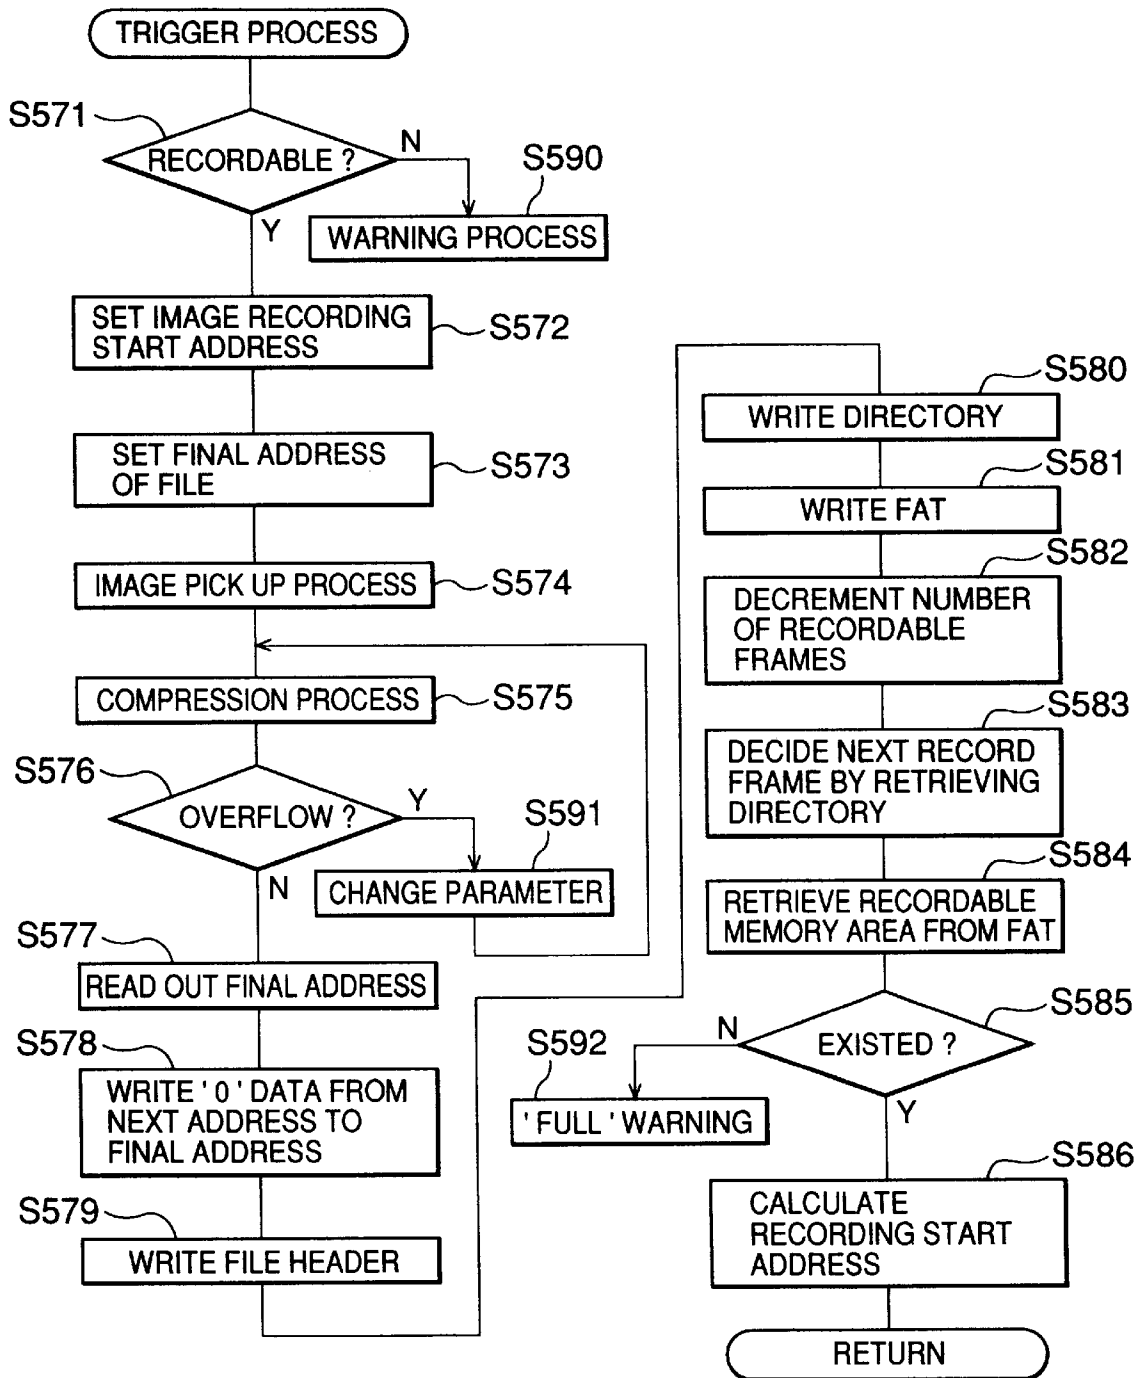 TRIGGER PROCESS
S571
RECORDABLE ?
N
Y
S590
WARNING PROCESS
SET IMAGE RECORDING
START ADDRESS
S572
SET FINAL ADDRESS
OF FILE
S573
IMAGE PICK UP PROCESS
S574
COMPRESSION PROCESS
S575
S576
OVERFLOW ?
Y
N
S591
CHANGE PARAMETER
S577
READ OUT FINAL ADDRESS
S578
WRITE ' 0 ' DATA FROM
NEXT ADDRESS TO
FINAL ADDRESS
S579
WRITE FILE HEADER
S580
WRITE DIRECTORY
S581
WRITE FAT
S582
DECREMENT NUMBER
OF RECORDABLE
FRAMES
S583
DECIDE NEXT RECORD
FRAME BY RETRIEVING
DIRECTORY
S584
RETRIEVE RECORDABLE
MEMORY AREA FROM FAT
S585
EXISTED ?
N
Y
S592
' FULL ' WARNING
S586
CALCULATE
RECORDING START
ADDRESS
RETURN